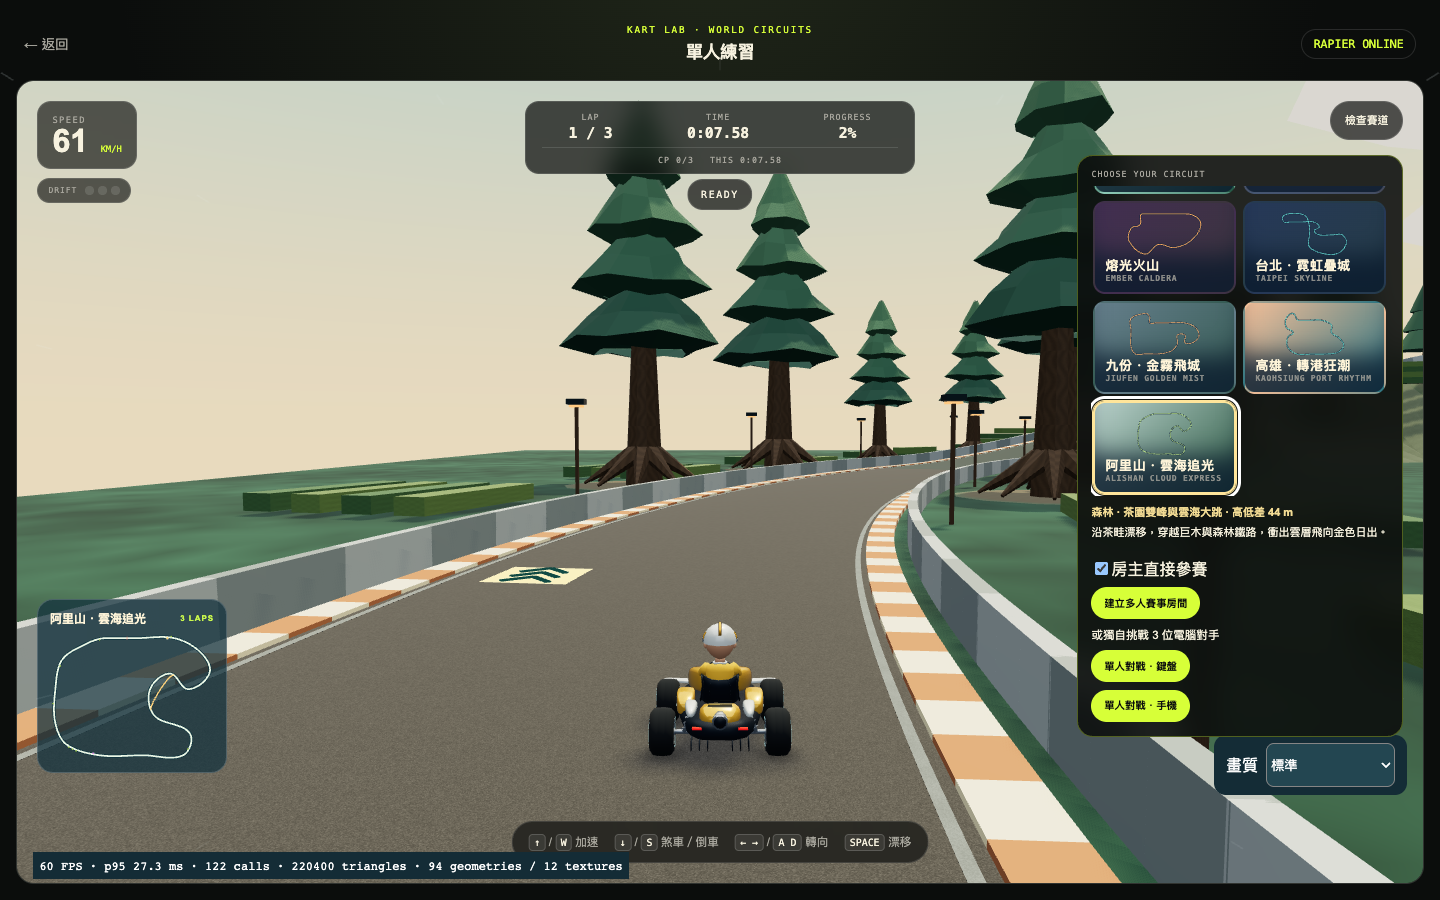 ← 返回
KART LAB · WORLD CIRCUITS
單人練習
RAPIER ONLINE
SPEED
61 KM/H
DRIFT
LAP TIME PROGRESS
1 / 3 0:07.58 2%
CP 0/3 THIS 0:07.58
READY
檢查賽道
CHOOSE YOUR CIRCUIT
熔光火山
EMBER CALDERA
台北 · 霓虹疊城
TAIPEI SKYLINE
九份 · 金霧飛城
JIUFEN GOLDEN MIST
高雄 · 轉港狂潮
KAOHSIUNG PORT RHYTHM
阿里山 · 雲海追光
ALISHAN CLOUD EXPRESS
森林 · 茶園雙峰與雲海大跳 · 高低差 44 m
沿茶畦漂移，穿越巨木與森林鐵路，衝出雲層飛向金色日出。
房主直接參賽
建立多人賽事房間
或獨自挑戰 3 位電腦對手
單人對戰 · 鍵盤
單人對戰 · 手機
畫質 標準
阿里山 · 雲海追光 3 LAPS
↑ / W 加速 ↓ / S 煞車 / 倒車 ← → / A D 轉向 SPACE 漂移
60 FPS · p95 27.3 ms · 122 calls · 220400 triangles · 94 geometries / 12 textures